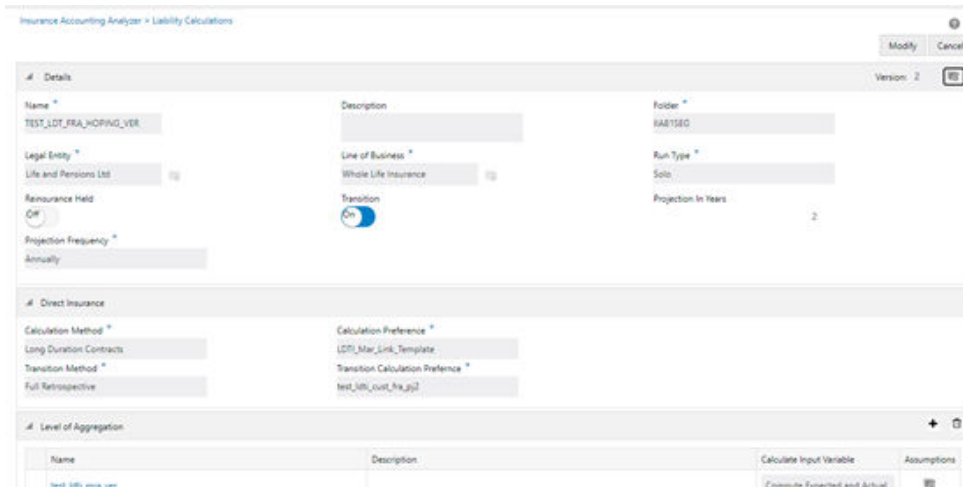 Insurance Accounting Analyzer > Liability Calculations
Modify Cancel
Details Version: 2
Name * Description Folder *
TEST_LDT_FRA_HOPING_VER
Legal Entity * Line of Business * Run Type *
Life and Pensions Ltd Whole Life Insurance Solo
Reinsurance Held Transition Projection In Years
Off On 2
Projection Frequency *
Annually
Direct Insurance
Calculation Method * Calculation Preference *
Long Duration Contracts LDTI_Mar_Link_Template
Transition Method * Transition Calculation Prefernce *
Full Retrospective test_ldti_cust_fra_pj2
Level of Aggregation
Name Description Calculate Input Variable Assumptions
Compute Expected and Actual